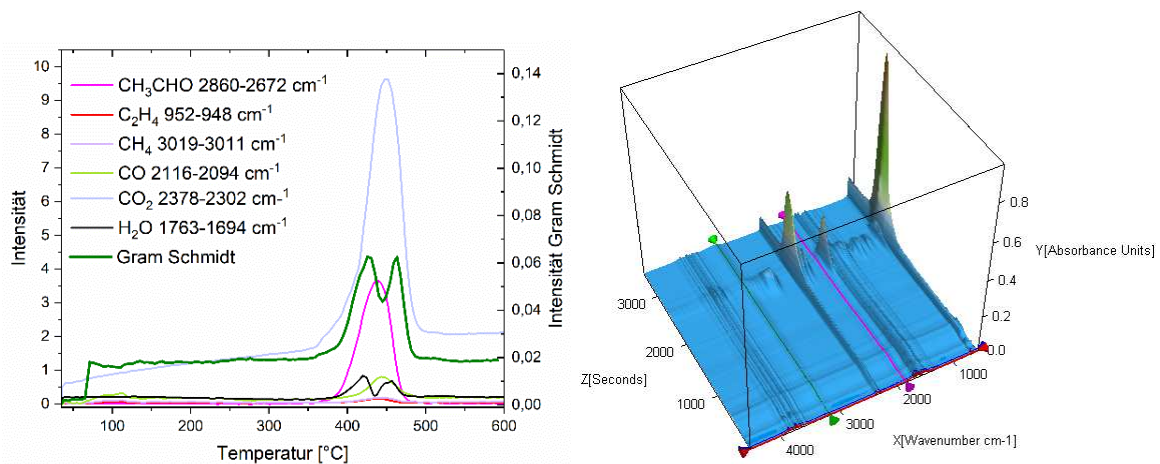 10
9
8
7
6
5
4
3
2
1
0
Intensität
CH₃CHO 2860-2672 cm⁻¹
C₂H₄ 952-948 cm⁻¹
CH₄ 3019-3011 cm⁻¹
CO 2116-2094 cm⁻¹
CO₂ 2378-2302 cm⁻¹
H₂O 1763-1694 cm⁻¹
Gram Schmidt
0,14
0,12
0,10
0,08
0,06
0,04
0,02
0,00
Intensität Gram Schmidt
100 200 300 400 500 600
Temperatur [°C]
0.8
0.6
0.4
0.2
0.0
Y[Absorbance Units]
3000
2000
1000
Z[Seconds]
4000
3000
2000
1000
X[Wavenumber cm-1]